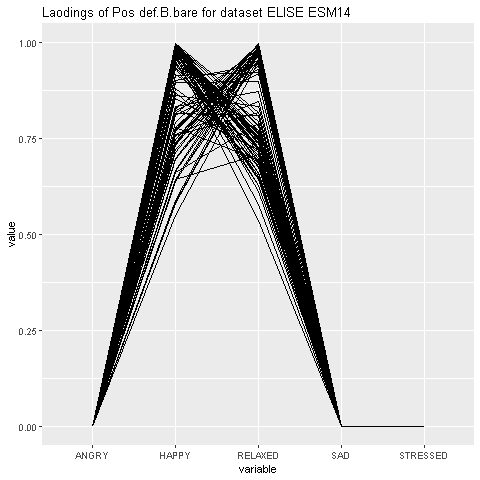 Laodings of Pos def.B.bare for dataset ELISE ESM14
1.00
0.75
0.50
0.25
0.00
value
ANGRY HAPPY RELAXED SAD STRESSED
variable